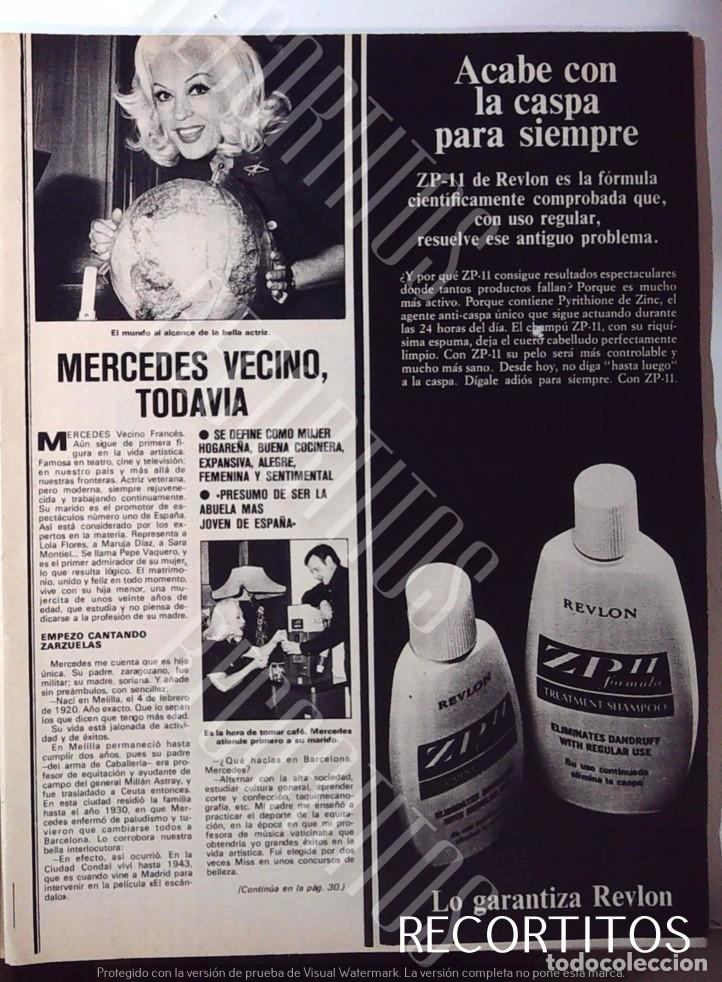 El mundo al alcance de la bella actriz.
MERCEDES VECINO,
TODAVIA
MERCEDES Vecino Francés.
Aún sigue de primera fi-
gura en la vida artística.
Famosa en teatro, cine y televisión;
en nuestro país y más allá de
nuestras fronteras. Actriz veterana,
pero moderna, siempre rejuvene-
cida y trabajando continuamente.
Su marido es el promotor de es-
pectáculos número uno de España.
Así está considerado por los ex-
pertos en la materia. Representa a
Lola Flores, a Maruja Díaz, a Sara
Montiel... Se llama Pepe Vaquero, y
es el primer admirador de su mujer,
lo que resulta lógico. El matrimo-
nio, unido y feliz en todo momento,
vive con su hija menor, una mu-
jercita de unos veinte años de
edad, que estudia y no piensa de-
dicarse a la profesión de su madre.
EMPEZO CANTANDO
ZARZUELAS
Mercedes me cuenta que es hija
única. Su padre, zaragozano, fue
militar; su madre, soriana. Y añade
sin preámbulos, con sencillez:
—Nací en Melilla, el 4 de febrero
de 1920. Año exacto. Que lo sepan
los que dicen que tengo más edad.
Su vida está jalonada de activi-
dad y de éxitos.
En Melilla permaneció hasta
cumplir dos años, pues su padre
—del arma de Caballería— era pro-
fesor de equitación y ayudante de
campo del general Millán Astray, y
fue trasladado a Ceuta entonces.
En esta ciudad residió la familia
hasta el año 1930, en que Mer-
cedes enfermó de paludismo y tu-
vieron que cambiarse todos a
Barcelona. Lo corrobora nuestra
bella interlocutora:
—En efecto, así ocurrió. En la
Ciudad Condal viví hasta 1943,
que es cuando vine a Madrid para
intervenir en la película «El escán-
dalo».
● SE DEFINE COMO MUJER
HOGAREÑA, BUENA COCINERA,
EXPANSIVA, ALEGRE,
FEMENINA Y SENTIMENTAL
● «PRESUMO DE SER LA
ABUELA MAS
JOVEN DE ESPAÑA»
Es la hora de tomar café. Mercedes
atiende primero a su marido.
—¿Qué hacías en Barcelona,
Mercedes?
—Alternar con la alta sociedad,
estudiar cultura general, aprender
corte y confección, taquimecano-
grafía, etc. Mi padre me enseñó a
practicar el deporte de la equita-
ción, en la época en que mi pro-
fesora de música vaticinaba que
obtendría yo grandes éxitos en la
vida artística. Fui elegida por dos
veces Miss en unos concursos de
belleza.
(Continúa en la pág. 30.)
Acabe con
la caspa
para siempre
ZP-11 de Revlon es la fórmula
cientificamente comprobada que,
con uso regular,
resuelve ese antiguo problema.
¿Y por qué ZP-11 consigue resultados espectaculares
donde tantos productos fallan? Porque es mucho
más activo. Porque contiene Pyrithione de Zinc, el
agente anti-caspa único que sigue actuando durante
las 24 horas del día. El champú ZP-11, con su riquí-
sima espuma, deja el cuero cabelludo perfectamente
limpio. Con ZP-11 su pelo será más controlable y
mucho más sano. Desde hoy, no diga "hasta luego"
a la caspa. Dígale adiós para siempre. Con ZP-11.
REVLON
ZP11
formula
TREATMENT SHAMPOO
ELIMINATES DANDRUFF
WITH REGULAR USE
Su uso continuado
elimina la caspa
REVLON
ZP11
Lo garantiza Revlon
RECORTITOS
todocoleccion
Protegido con la versión de prueba de Visual Watermark. La versión completa no pone esta marca.